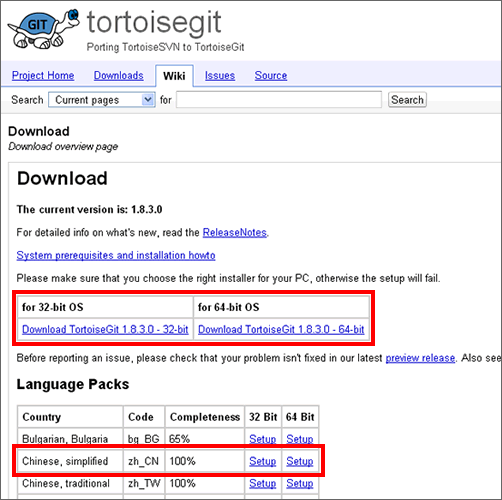 GIT
tortoisegit
Porting TortoiseSVN to TortoiseGit
Project Home Downloads Wiki Issues Source
Search Current pages for Search
Download
Download overview page
Download
The current version is: 1.8.3.0
For detailed info on what's new, read the ReleaseNotes.
System prerequisites and installation howto
Please make sure that you choose the right installer for your PC, otherwise the setup will fail.
for 32-bit OS for 64-bit OS
Download TortoiseGit 1.8.3.0 - 32-bit Download TortoiseGit 1.8.3.0 - 64-bit
Before reporting an issue, please check that your problem isn't fixed in our latest preview release. Also see
Language Packs
Country Code Completeness 32 Bit 64 Bit
Bulgarian, Bulgaria bg_BG 65% Setup Setup
Chinese, simplified zh_CN 100% Setup Setup
Chinese, traditional zh_TW 100% Setup Setup